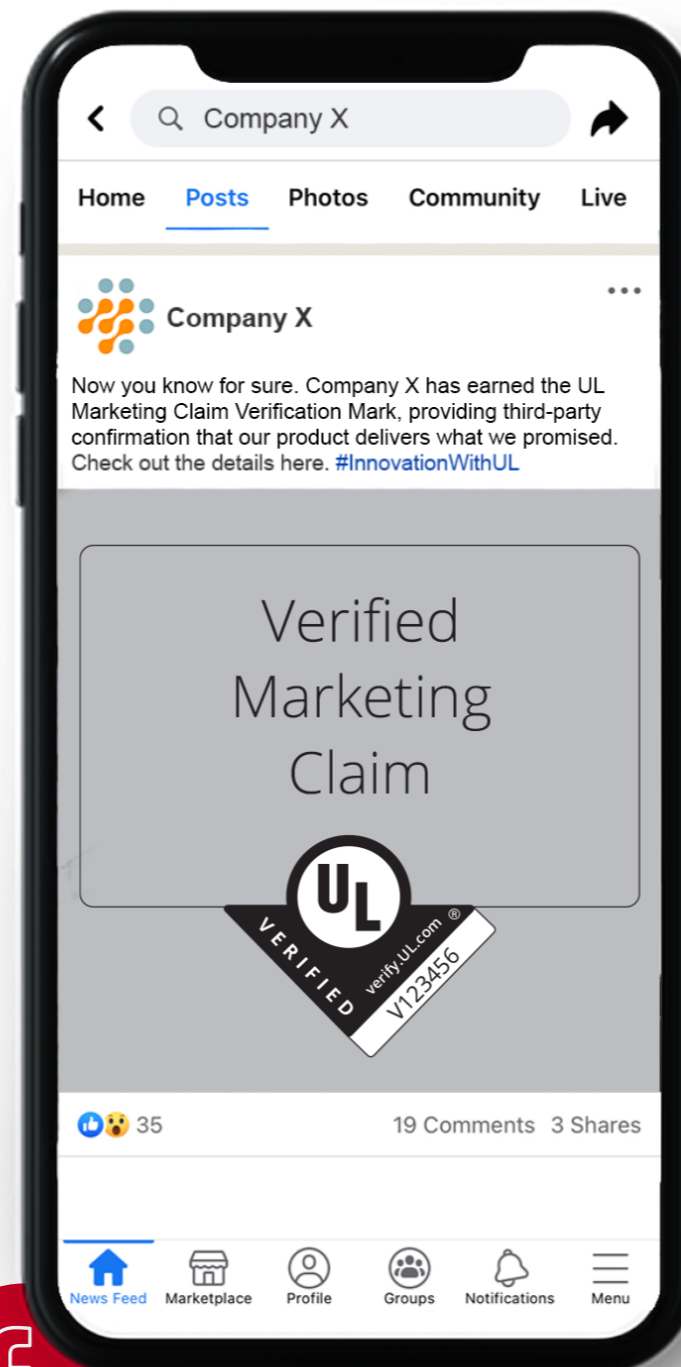 Company X
Home Posts Photos Community Live
Company X
Now you know for sure. Company X has earned the UL
Marketing Claim Verification Mark, providing third-party
confirmation that our product delivers what we promised.
Check out the details here. #InnovationWithUL
Verified
Marketing
Claim
UL
VERIFIED
verify.UL.com ®
V123456
35 19 Comments 3 Shares
News Feed Marketplace Profile Groups Notifications Menu